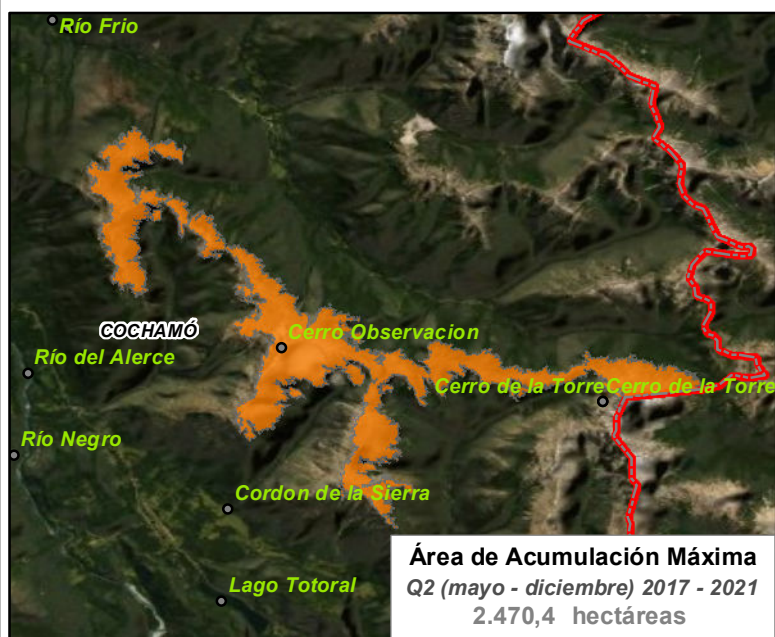 Río Frio
COCHAMÓ
Cerro Observacion
Río del Alerce
Cerro de la Torre
Cerro de la Torre
Río Negro
Cordon de la Sierra
Lago Totoral
Área de Acumulación Máxima
Q2 (mayo - diciembre) 2017 - 2021
2.470,4 hectáreas